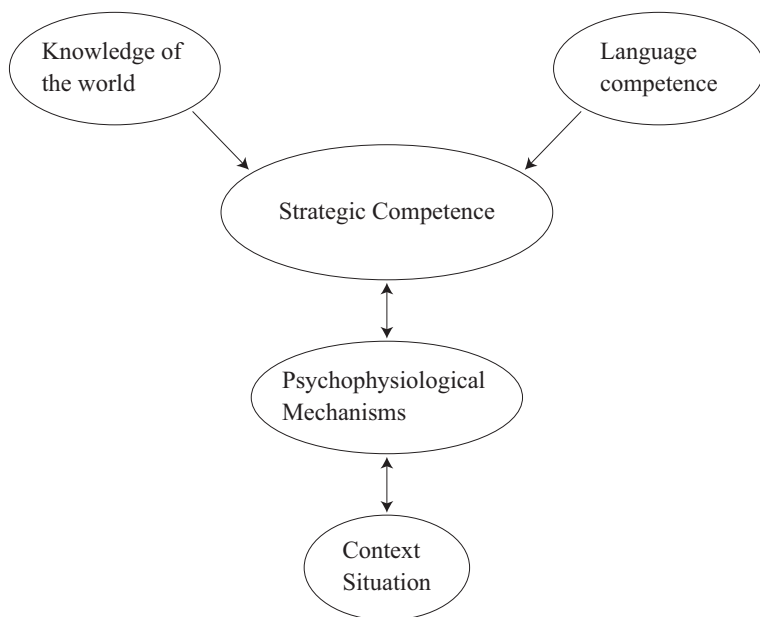 Knowledge of
the world
Language
competence
Strategic Competence
Psychophysiological
Mechanisms
Context
Situation